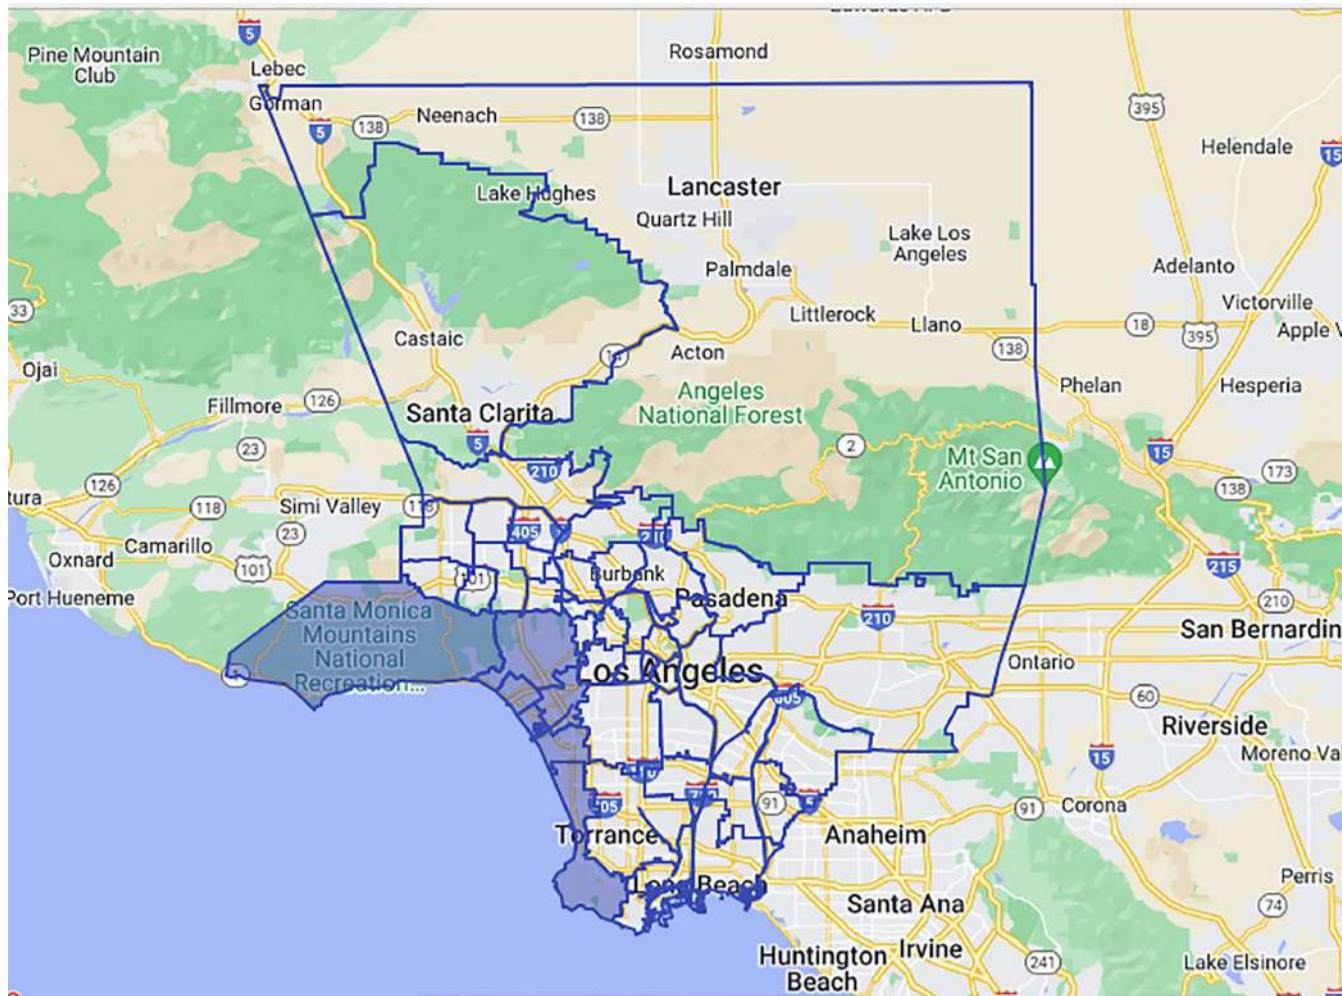 5
Pine Mountain
Club
Lebec
Rosamond
Gorman
5
138
Neenach
138
395
Helendale
15
Lake Hughes
Lancaster
Quartz Hill
Lake Los
Angeles
Palmdale
Adelanto
33
Littlerock
Llano
18
Victorville
395
Apple V
Castaic
Acton
138
Ojai
Phelan
Hesperia
Fillmore
126
Santa Clarita
Angeles
National Forest
5
23
2
15
210
Mt San
Antonio
173
126
tura
118
Simi Valley
138
405
Oxnard
Camarillo
23
101
215
101
Burbank
Port Hueneme
Pasadena
210
210
Santa Monica
Mountains
National
Recreation...
San Bernardin
Los Angeles
Ontario
60
605
Riverside
15
Moreno Va
91
5
91
Corona
Torrance
Anaheim
Long Beach
Perris
Santa Ana
74
Huntington
Beach
Irvine
241
Lake Elsinore